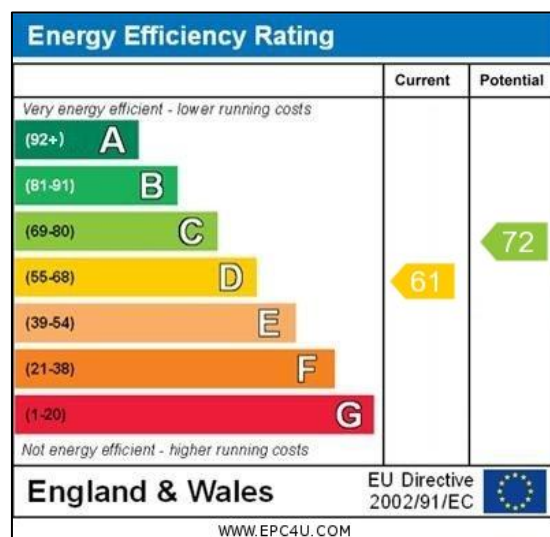 Energy Efficiency Rating
Current Potential
Very energy efficient - lower running costs
(92+) A
(81-91) B
(69-80) C
72
(55-68) D
61
(39-54) E
(21-38) F
(1-20) G
Not energy efficient - higher running costs
England & Wales
EU Directive
2002/91/EC
WWW.EPC4U.COM